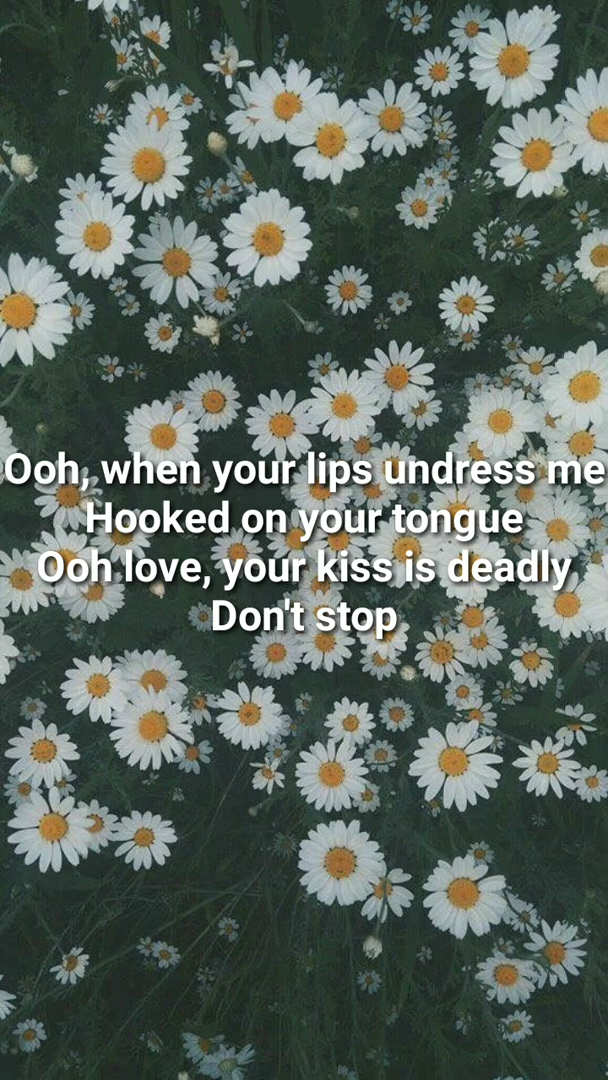 Ooh, when your lips undress me
Hooked on your tongue
Ooh love, your kiss is deadly
Don't stop